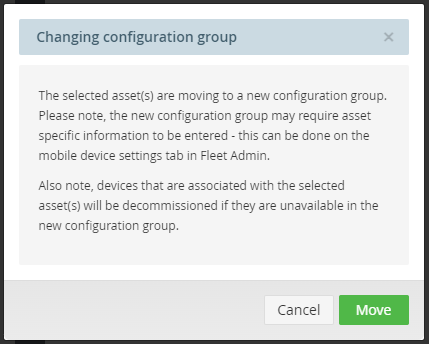 Changing configuration group ×
The selected asset(s) are moving to a new configuration group.
Please note, the new configuration group may require asset
specific information to be entered - this can be done on the
mobile device settings tab in Fleet Admin.
Also note, devices that are associated with the selected
asset(s) will be decommissioned if they are unavailable in the
new configuration group.
Cancel Move